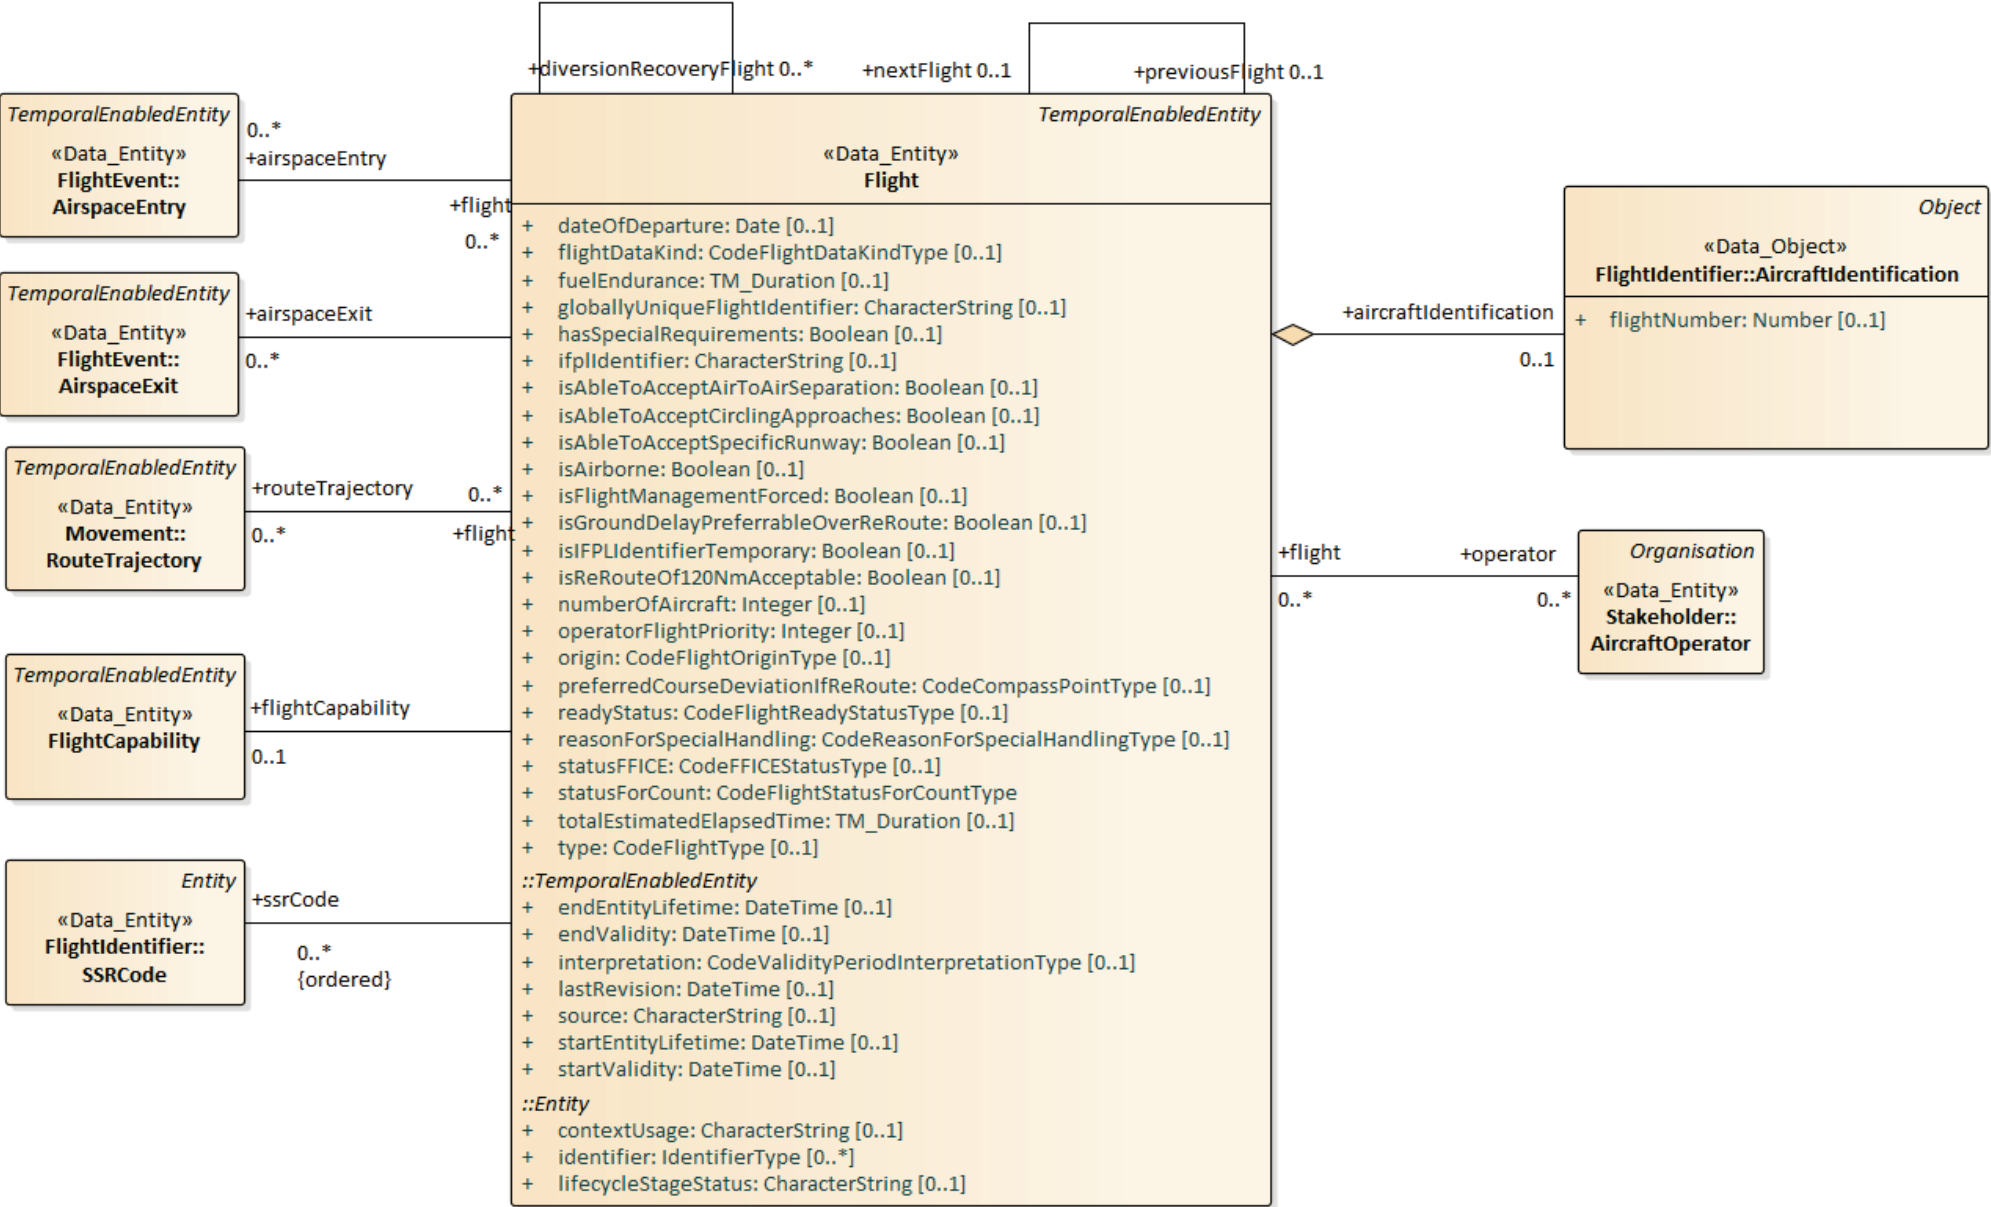 +diversionRecoveryFlight 0..*
+nextFlight 0..1
+previousFlight 0..1
TemporalEnabledEntity
«Data_Entity»
FlightEvent::
AirspaceEntry
0..*
+airspaceEntry
+flight
0..*
TemporalEnabledEntity
«Data_Entity»
FlightEvent::
AirspaceExit
+airspaceExit
0..*
TemporalEnabledEntity
«Data_Entity»
Movement::
RouteTrajectory
+routeTrajectory
0..*
0..*
+flight
TemporalEnabledEntity
«Data_Entity»
FlightCapability
+flightCapability
0..1
Entity
«Data_Entity»
FlightIdentifier::
SSRCode
+ssrCode
0..*
{ordered}
TemporalEnabledEntity
«Data_Entity»
Flight
+ dateOfDeparture: Date [0..1]
+ flightDataKind: CodeFlightDataKindType [0..1]
+ fuelEndurance: TM_Duration [0..1]
+ globallyUniqueFlightIdentifier: CharacterString [0..1]
+ hasSpecialRequirements: Boolean [0..1]
+ ifplIdentifier: CharacterString [0..1]
+ isAbleToAcceptAirToAirSeparation: Boolean [0..1]
+ isAbleToAcceptCirclingApproaches: Boolean [0..1]
+ isAbleToAcceptSpecificRunway: Boolean [0..1]
+ isAirborne: Boolean [0..1]
+ isFlightManagementForced: Boolean [0..1]
+ isGroundDelayPreferrableOverReRoute: Boolean [0..1]
+ isIFPLIdentifierTemporary: Boolean [0..1]
+ isReRouteOf120NmAcceptable: Boolean [0..1]
+ numberOfAircraft: Integer [0..1]
+ operatorFlightPriority: Integer [0..1]
+ origin: CodeFlightOriginType [0..1]
+ preferredCourseDeviationIfReRoute: CodeCompassPointType [0..1]
+ readyStatus: CodeFlightReadyStatusType [0..1]
+ reasonForSpecialHandling: CodeReasonForSpecialHandlingType [0..1]
+ statusFFICE: CodeFFICEStatusType [0..1]
+ statusForCount: CodeFlightStatusForCountType
+ totalEstimatedElapsedTime: TM_Duration [0..1]
+ type: CodeFlightType [0..1]
::TemporalEnabledEntity
+ endEntityLifetime: DateTime [0..1]
+ endValidity: DateTime [0..1]
+ interpretation: CodeValidityPeriodInterpretationType [0..1]
+ lastRevision: DateTime [0..1]
+ source: CharacterString [0..1]
+ startEntityLifetime: DateTime [0..1]
+ startValidity: DateTime [0..1]
::Entity
+ contextUsage: CharacterString [0..1]
+ identifier: IdentifierType [0..*]
+ lifecycleStageStatus: CharacterString [0..1]
+aircraftIdentification
0..1
Object
«Data_Object»
FlightIdentifier::AircraftIdentification
+ flightNumber: Number [0..1]
+flight
0..*
+operator
0..*
Organisation
«Data_Entity»
Stakeholder::
AircraftOperator